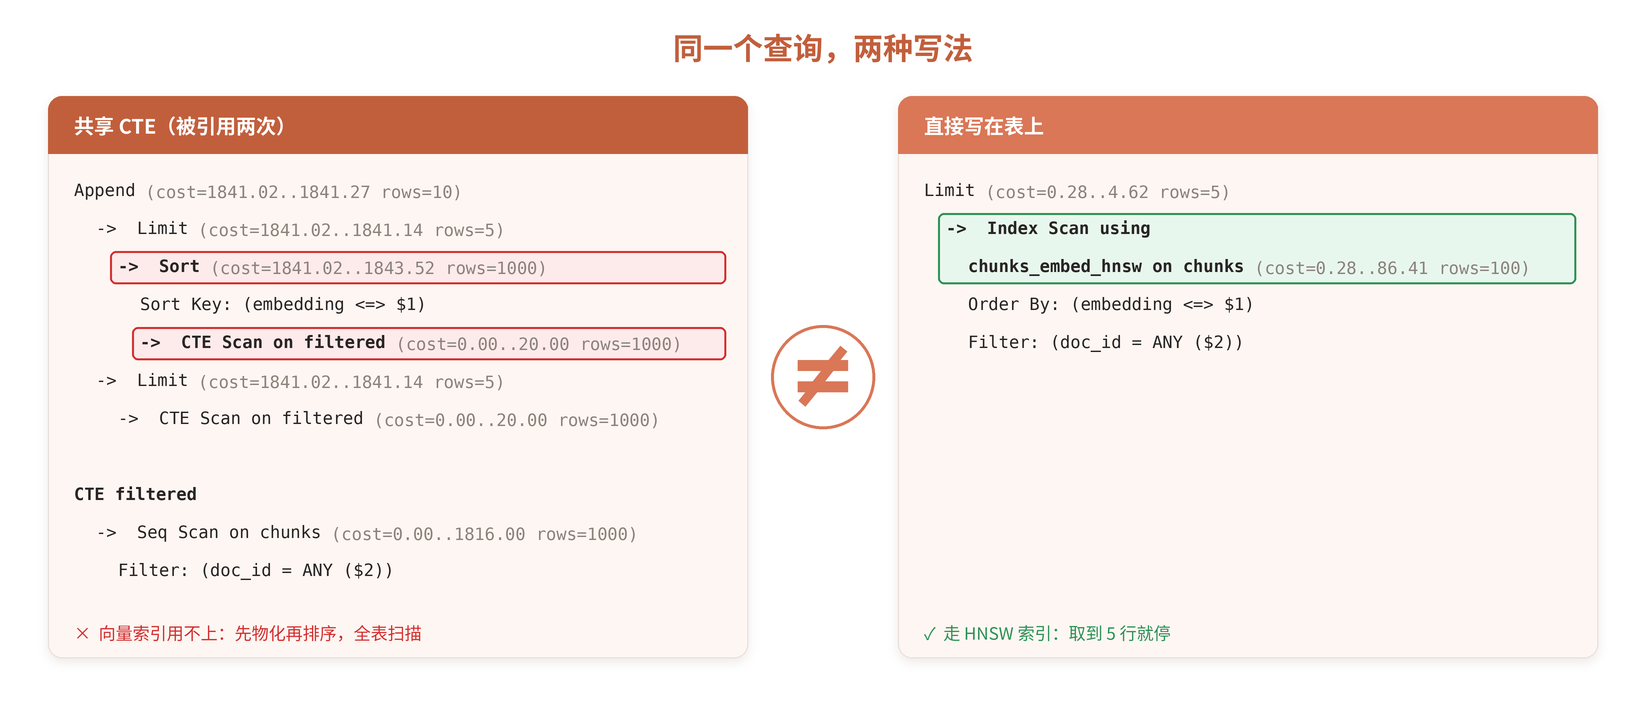 同一个查询，两种写法
共享 CTE（被引用两次）
Append (cost=1841.02..1841.27 rows=10)
-> Limit (cost=1841.02..1841.14 rows=5)
-> Sort (cost=1841.02..1843.52 rows=1000)
Sort Key: (embedding <=> $1)
-> CTE Scan on filtered (cost=0.00..20.00 rows=1000)
-> Limit (cost=1841.02..1841.14 rows=5)
-> CTE Scan on filtered (cost=0.00..20.00 rows=1000)
CTE filtered
-> Seq Scan on chunks (cost=0.00..1816.00 rows=1000)
Filter: (doc_id = ANY ($2))
× 向量索引用不上：先物化再排序，全表扫描
≠
直接写在表上
Limit (cost=0.28..4.62 rows=5)
-> Index Scan using
chunks_embed_hnsw on chunks (cost=0.28..86.41 rows=100)
Order By: (embedding <=> $1)
Filter: (doc_id = ANY ($2))
✓ 走 HNSW 索引：取到 5 行就停